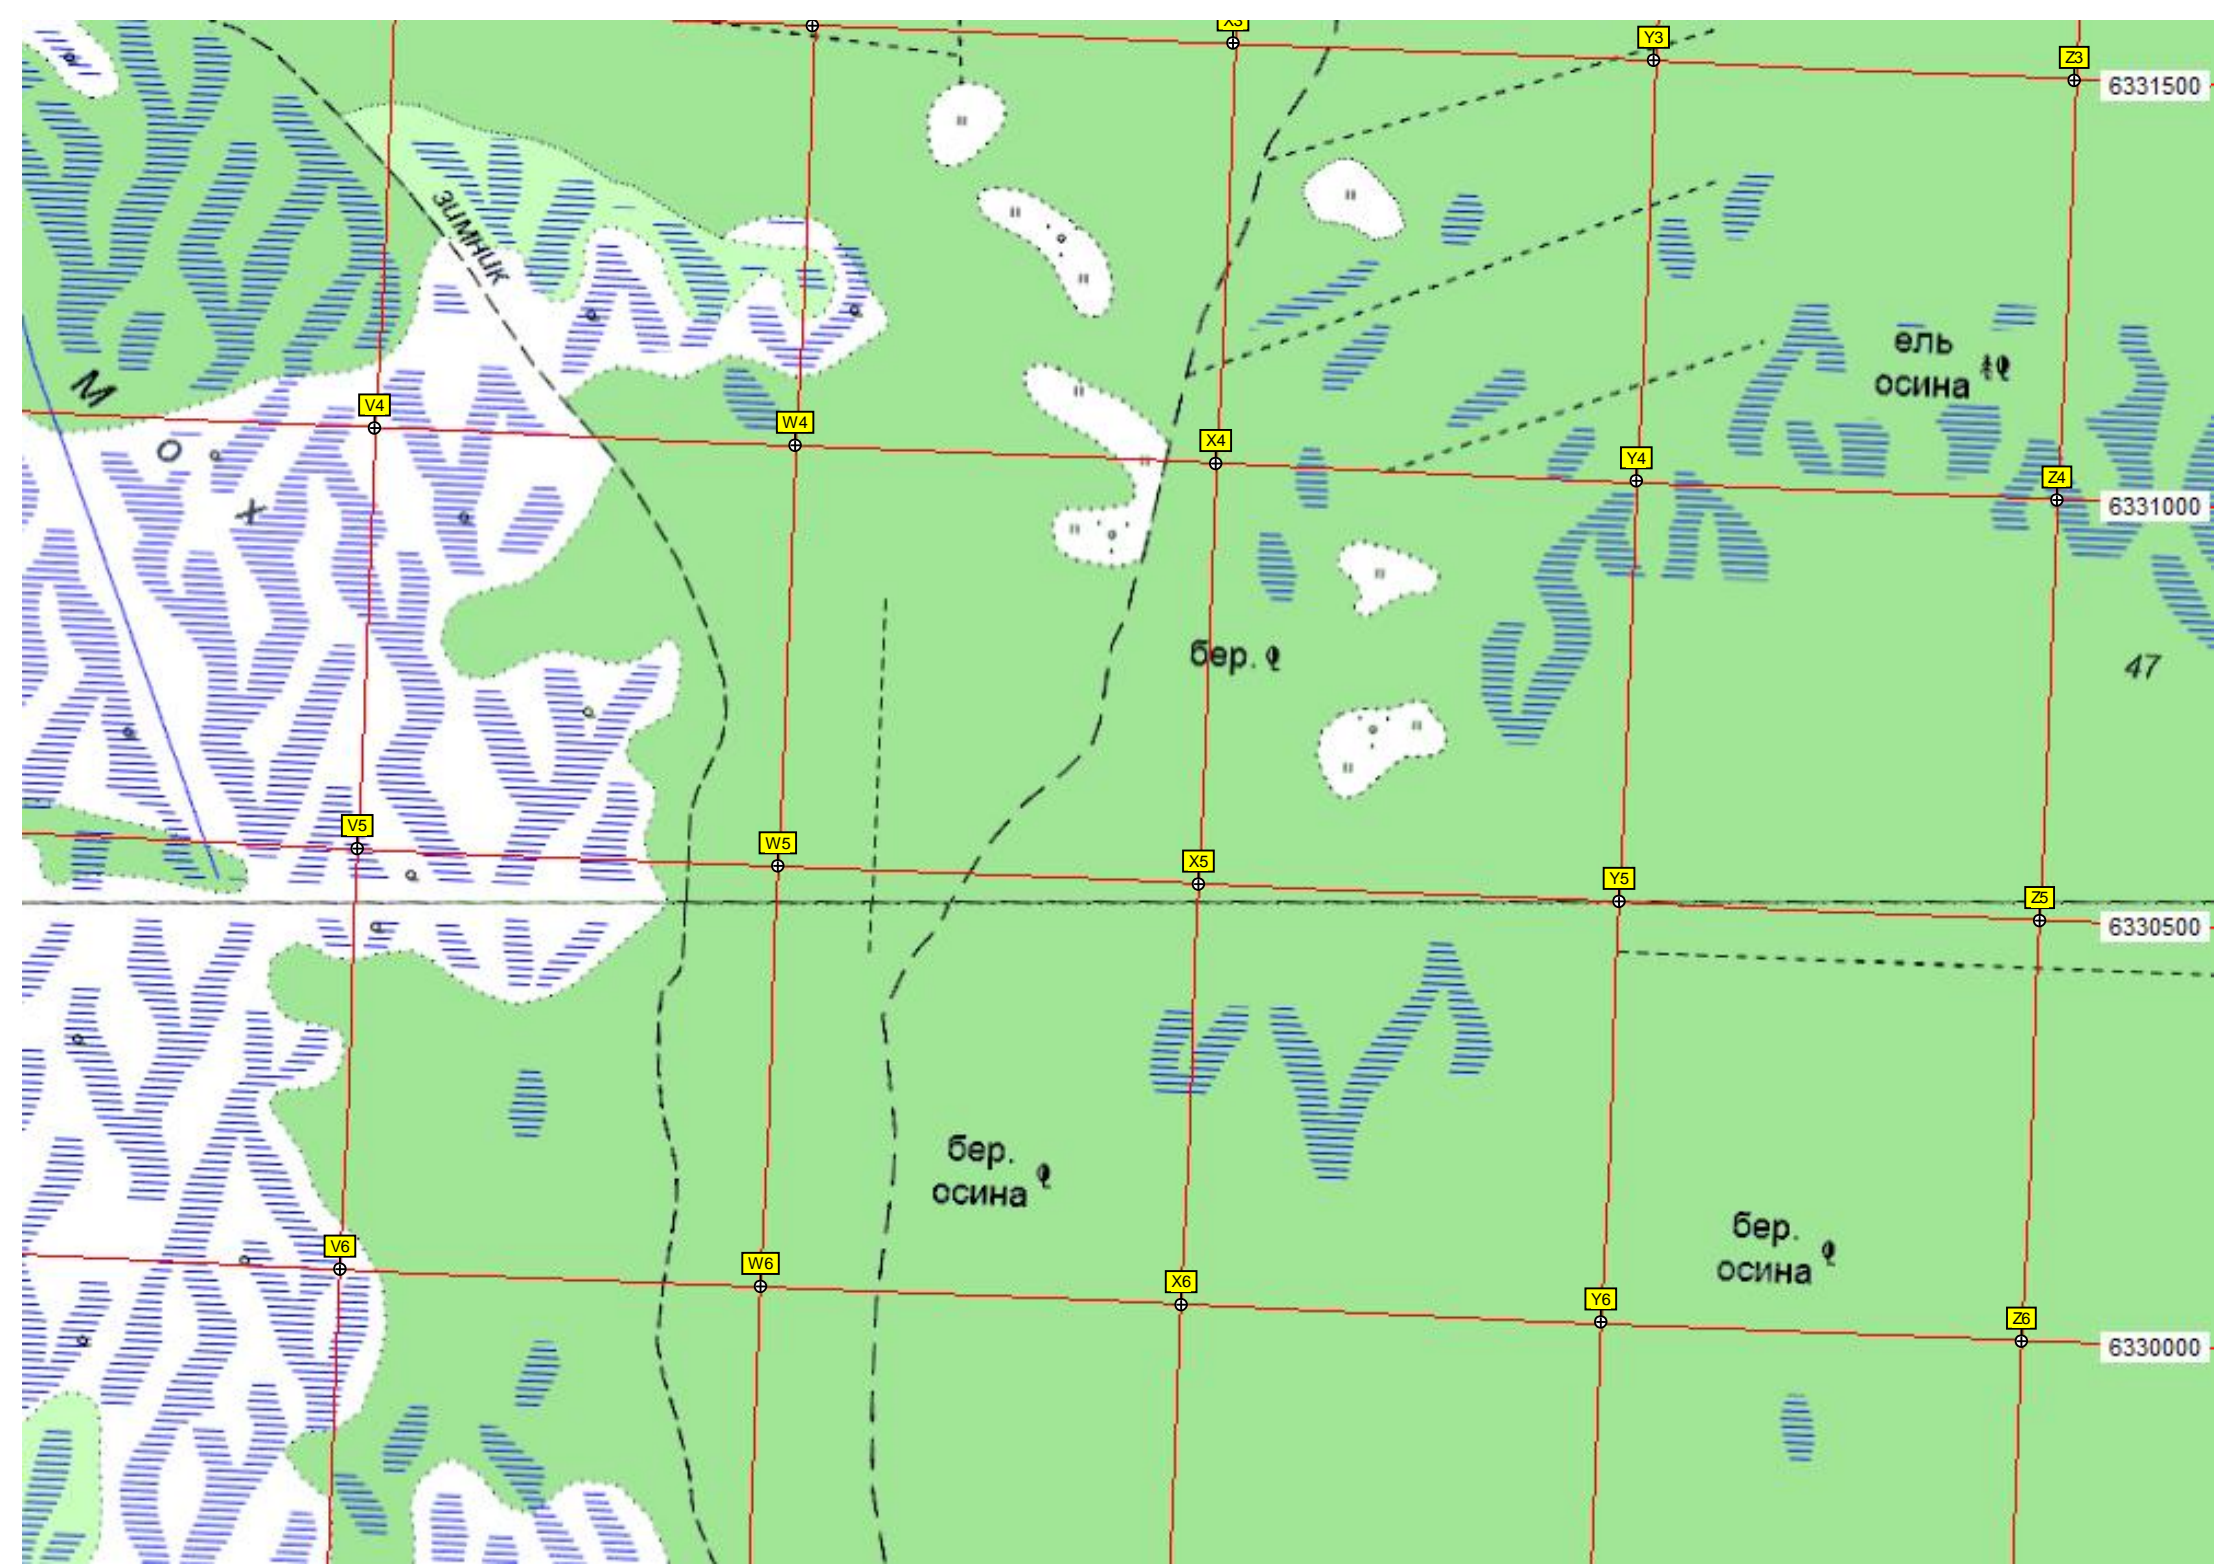 X3
Y3
Z3
6331500
зимник
ель
осина
М
О
Х
V4
W4
X4
Y4
Z4
6331000
бер.
47
V5
W5
X5
Y5
Z5
6330500
бер.
осина
бер.
осина
V6
W6
X6
Y6
Z6
6330000